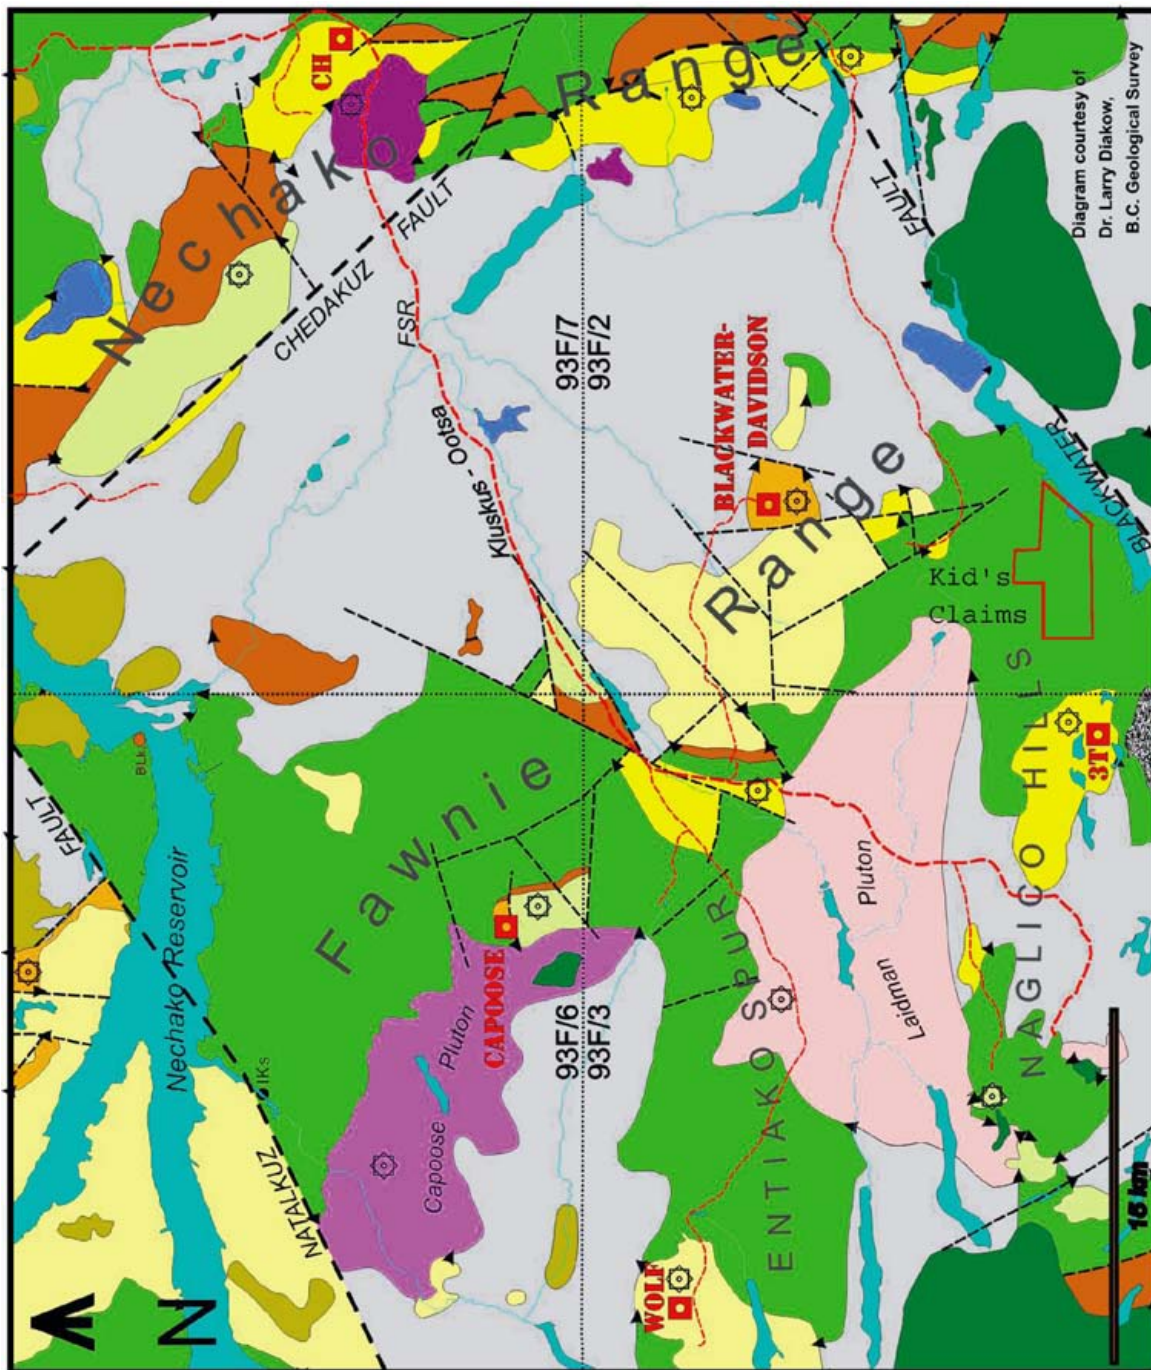 CH
Nechako
Range
CHEDAKUZ
FAULT
FAULT
Diagram courtesy of
Dr. Larry Diakow,
B.C. Geological Survey
FSR
Kluskus - Ootsa
93F/7
93F/2
BLACKWATER-
DAVIDSON
Range
BLACKWATER
Kid's
Claims
BLk
Fawnie
FAULT
Nechako Reservoir
3T
Pluton
Laidman
NAGLICO HILLS
CAPOOSE
Pluton
Capoose
93F/6
93F/3
ENTIAKO SPUR
IKs
NATALKUZ
WOLF
N
15 km